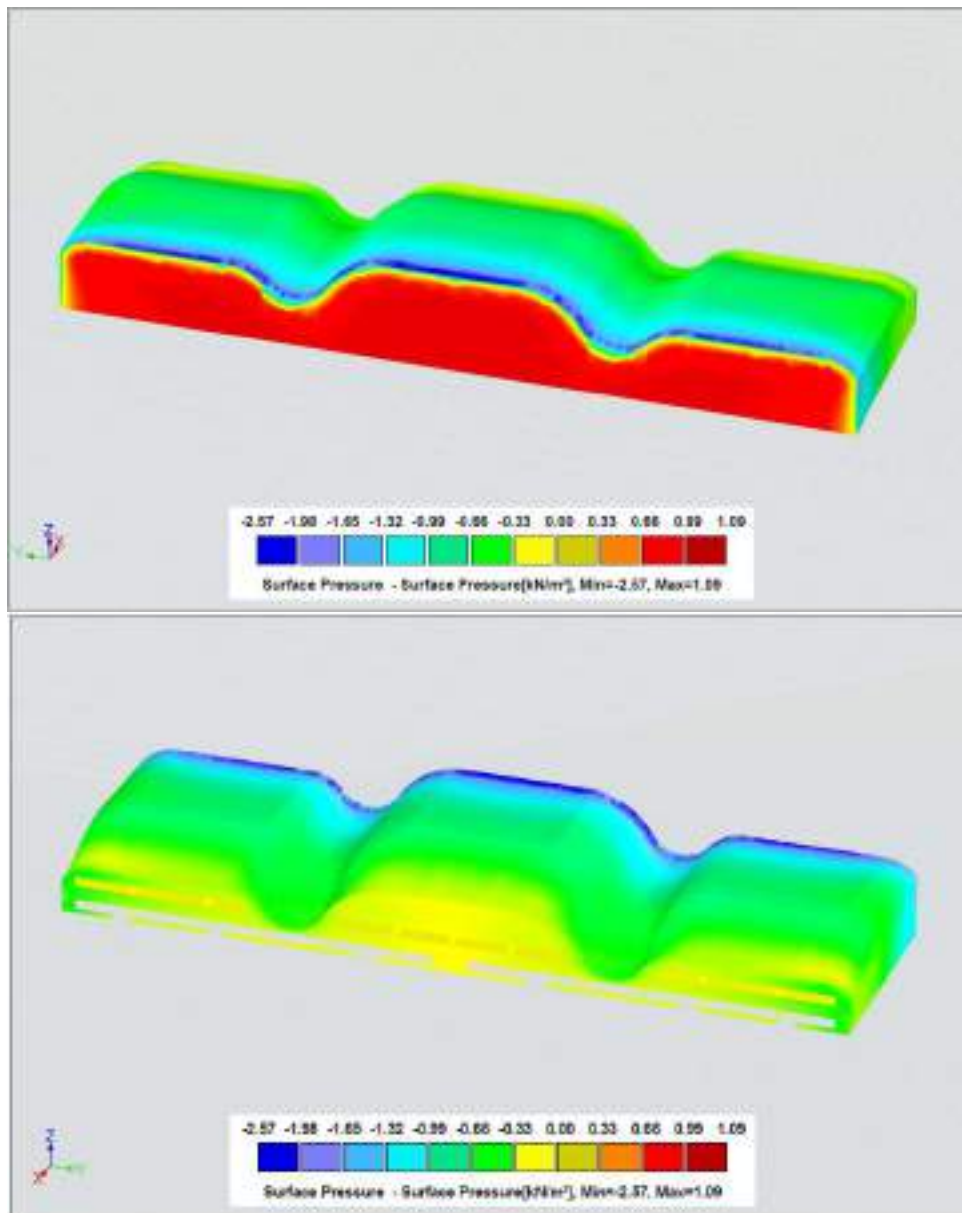 -2.57 -1.98 -1.65 -1.32 -0.99 -0.66 -0.33 0.00 0.33 0.66 0.99 1.09
Surface Pressure - Surface Pressure[kN/m²], Min=-2.57, Max=1.09
-2.57 -1.98 -1.65 -1.32 -0.99 -0.66 -0.33 0.00 0.33 0.66 0.99 1.09
Surface Pressure - Surface Pressure[kN/m²], Min=-2.57, Max=1.09